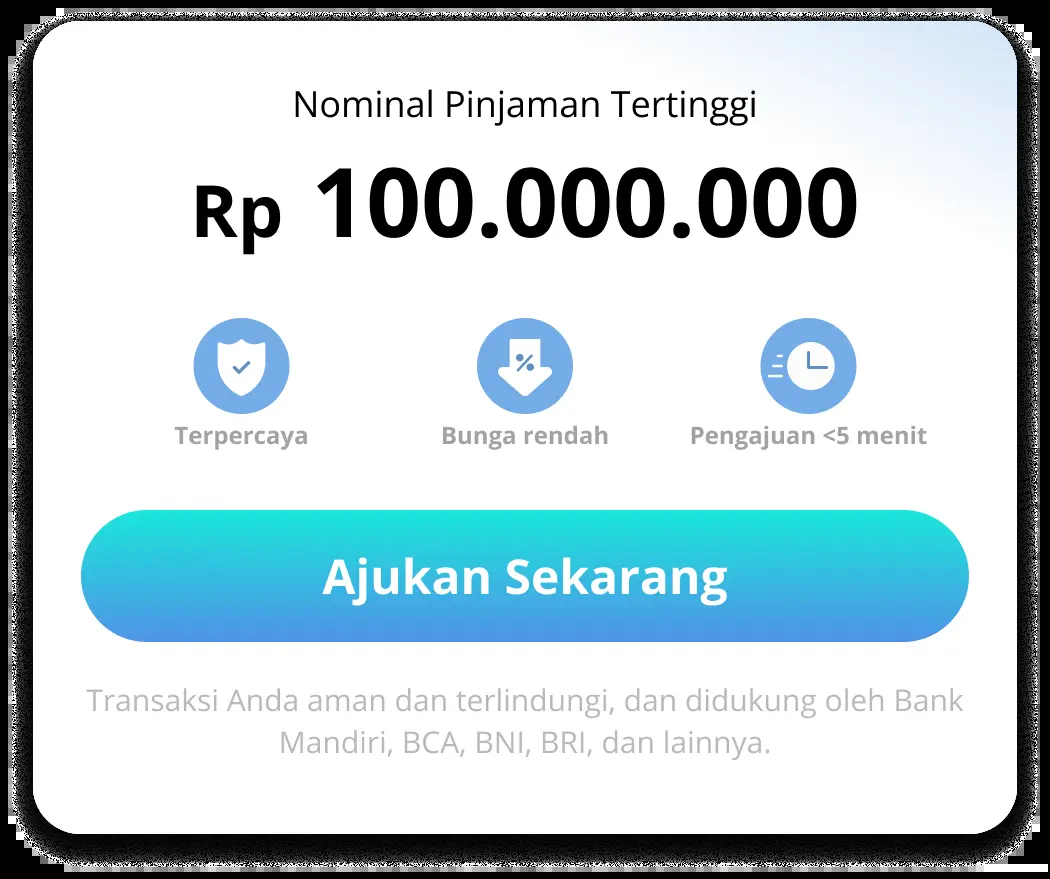 Nominal Pinjaman Tertinggi
Rp 100.000.000
Terpercaya
Bunga rendah
Pengajuan <5 menit
Ajukan Sekarang
Transaksi Anda aman dan terlindungi, dan didukung oleh Bank
Mandiri, BCA, BNI, BRI, dan lainnya.